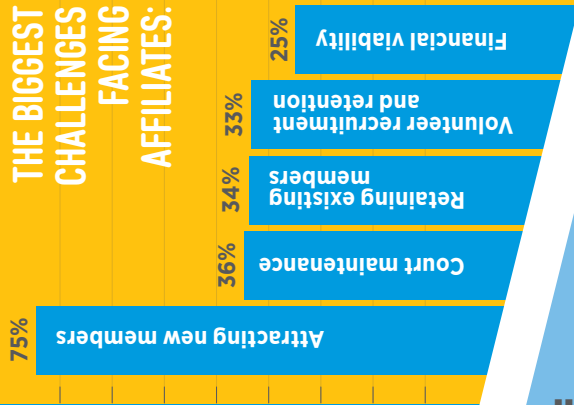 THE BIGGEST
CHALLENGES
FACING
AFFILIATES:
75%
Attracting new members
36%
Court maintenance
34%
Retaining existing
members
33%
Volunteer recruitment
and retention
25%
Financial viability